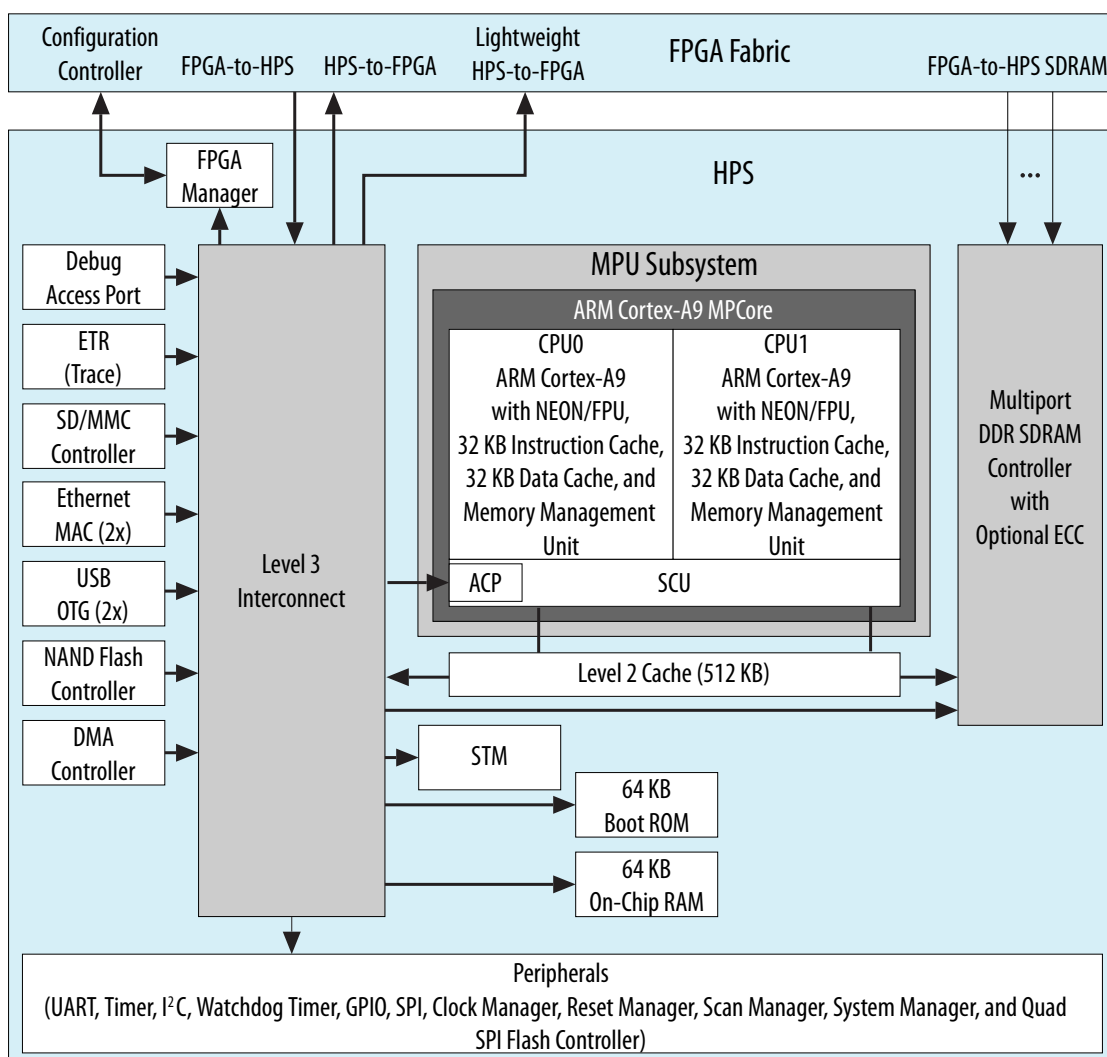 Configuration
Controller
FPGA-to-HPS
HPS-to-FPGA
Lightweight
HPS-to-FPGA
FPGA Fabric
FPGA-to-HPS SDRAM
FPGA
Manager
HPS
...
Debug
Access Port
ETR
(Trace)
SD/MMC
Controller
Ethernet
MAC (2x)
USB
OTG (2x)
NAND Flash
Controller
DMA
Controller
Level 3
Interconnect
MPU Subsystem
ARM Cortex-A9 MPCore
CPU0
ARM Cortex-A9
with NEON/FPU,
32 KB Instruction Cache,
32 KB Data Cache, and
Memory Management
Unit
CPU1
ARM Cortex-A9
with NEON/FPU,
32 KB Instruction Cache,
32 KB Data Cache, and
Memory Management
Unit
ACP
SCU
Level 2 Cache (512 KB)
Multiport
DDR SDRAM
Controller
with
Optional ECC
STM
64 KB
Boot ROM
64 KB
On-Chip RAM
Peripherals
(UART, Timer, I²C, Watchdog Timer, GPIO, SPI, Clock Manager, Reset Manager, Scan Manager, System Manager, and Quad
SPI Flash Controller)